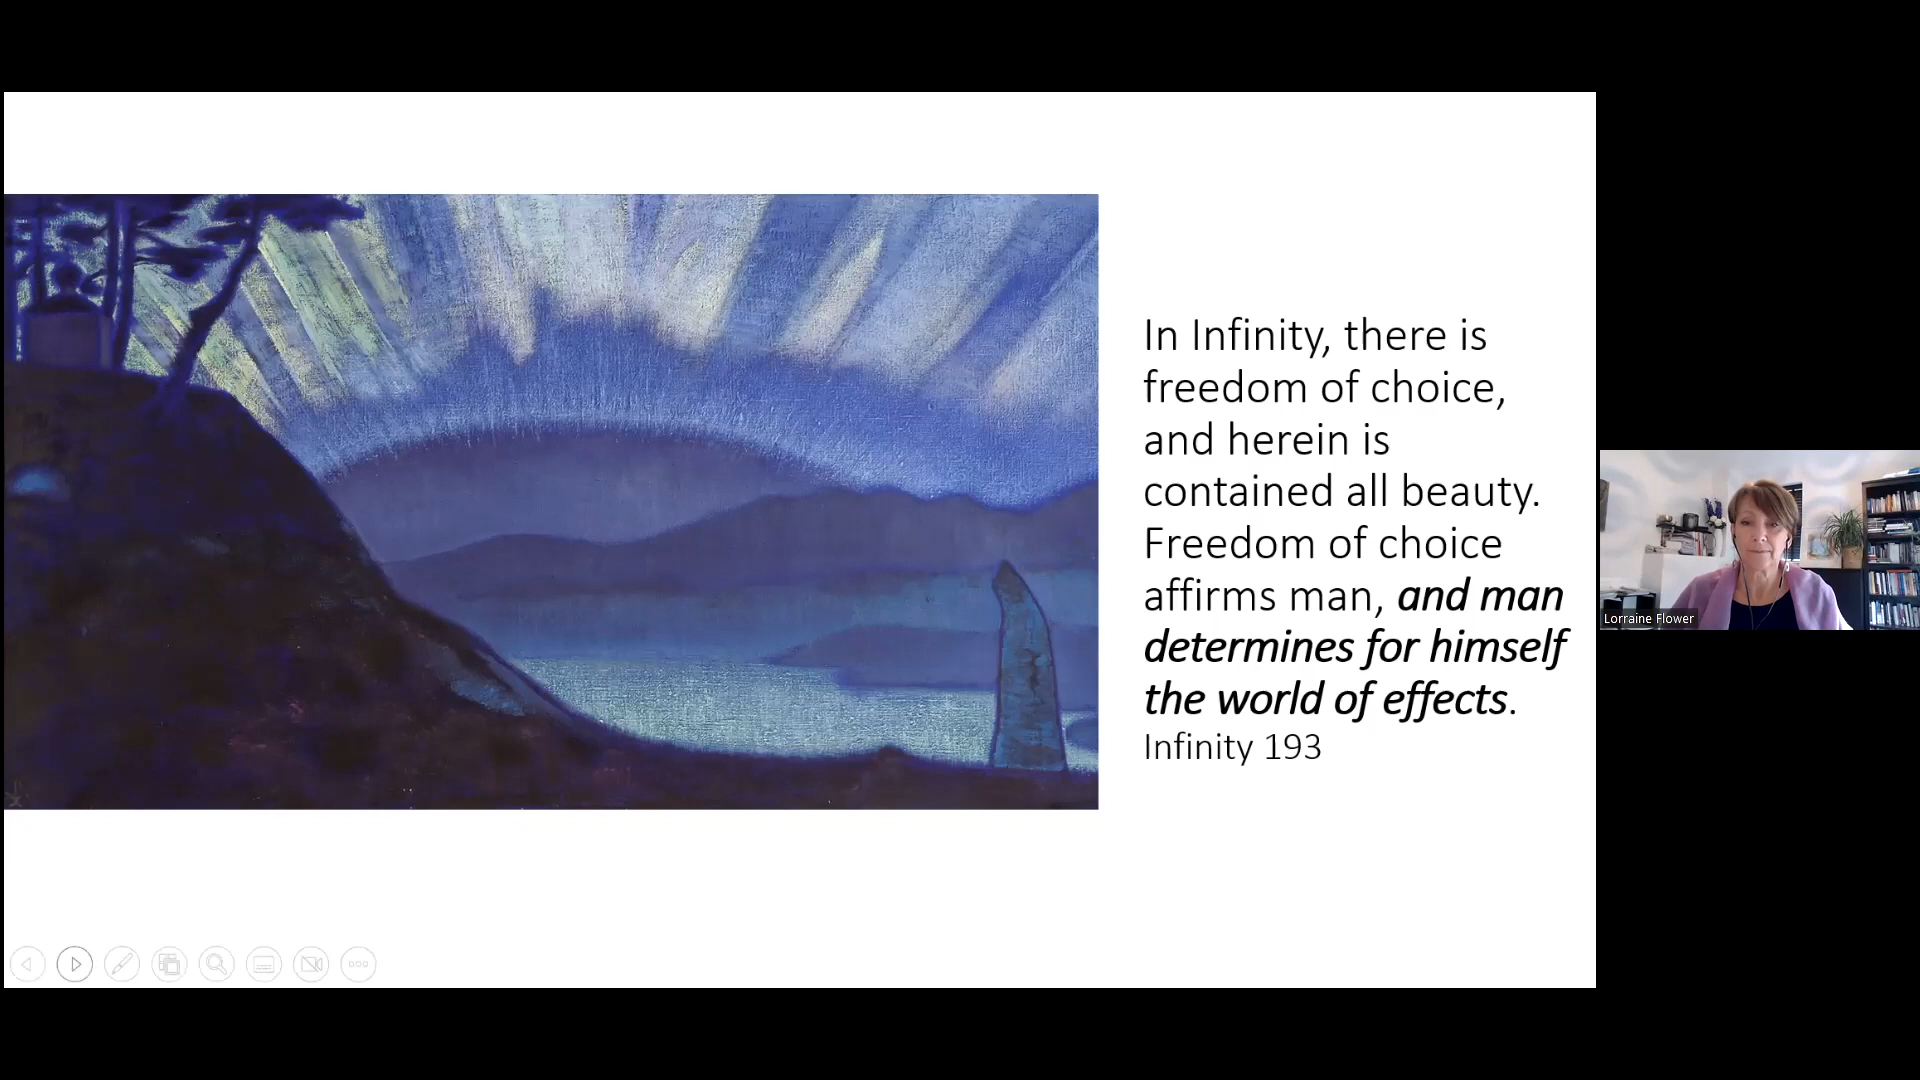 In Infinity, there is
freedom of choice,
and herein is
contained all beauty.
Freedom of choice
affirms man, and man
determines for himself
the world of effects.
Infinity 193
Lorraine Flower